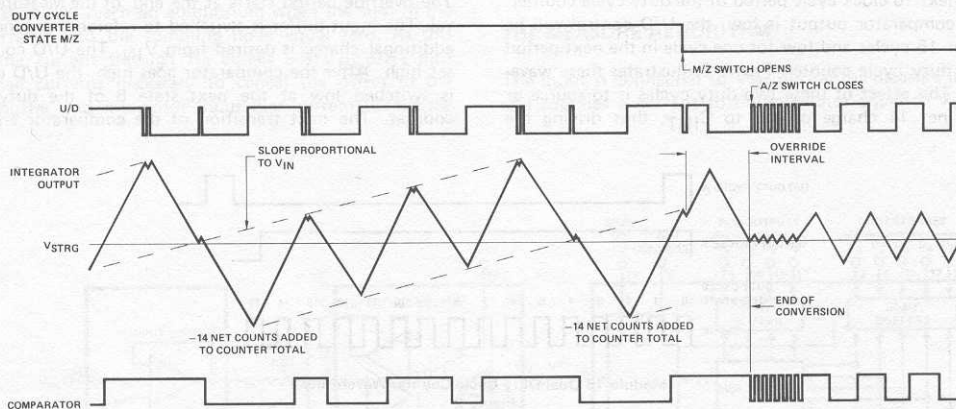 DUTY CYCLE
CONVERTER
STATE M/Z
M/Z SWITCH OPENS
A/Z SWITCH CLOSES
U/D
SLOPE PROPORTIONAL
TO VIN
OVERRIDE
INTERVAL
INTEGRATOR
OUTPUT
VSTRG
END OF
CONVERSION
–14 NET COUNTS ADDED
TO COUNTER TOTAL
–14 NET COUNTS ADDED
TO COUNTER TOTAL
COMPARATOR